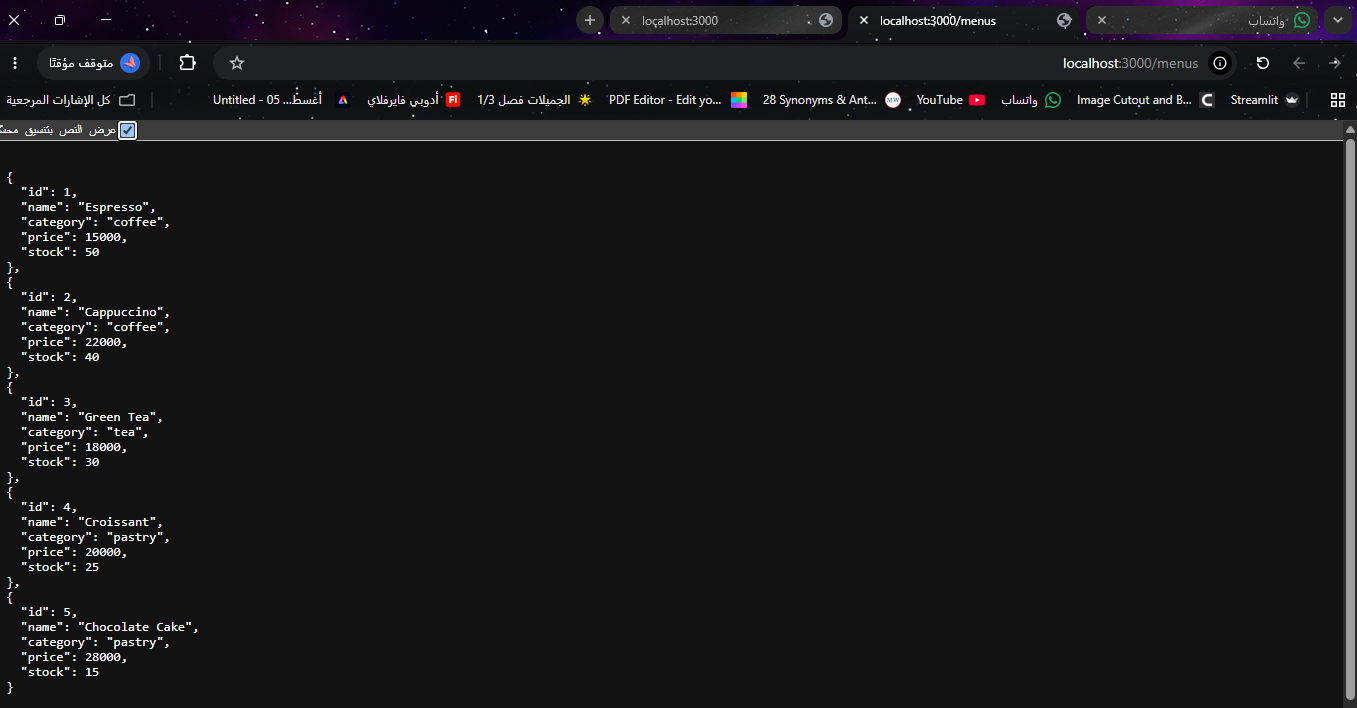 localhost:3000
localhost:3000/menus
واتساب
متوقف مؤقتًا
localhost:3000/menus
كل الإشارات المرجعية
Untitled - 05 ...أغسطس
أدوبي فايرفلاي
الجميلات فصل 1/3
PDF Editor - Edit yo...
28 Synonyms & Ant...
YouTube
واتساب
Image Cutout and B...
Streamlit
عرض النص بتنسيق
{
"id": 1,
"name": "Espresso",
"category": "coffee",
"price": 15000,
"stock": 50
},
{
"id": 2,
"name": "Cappuccino",
"category": "coffee",
"price": 22000,
"stock": 40
},
{
"id": 3,
"name": "Green Tea",
"category": "tea",
"price": 18000,
"stock": 30
},
{
"id": 4,
"name": "Croissant",
"category": "pastry",
"price": 20000,
"stock": 25
},
{
"id": 5,
"name": "Chocolate Cake",
"category": "pastry",
"price": 28000,
"stock": 15
}